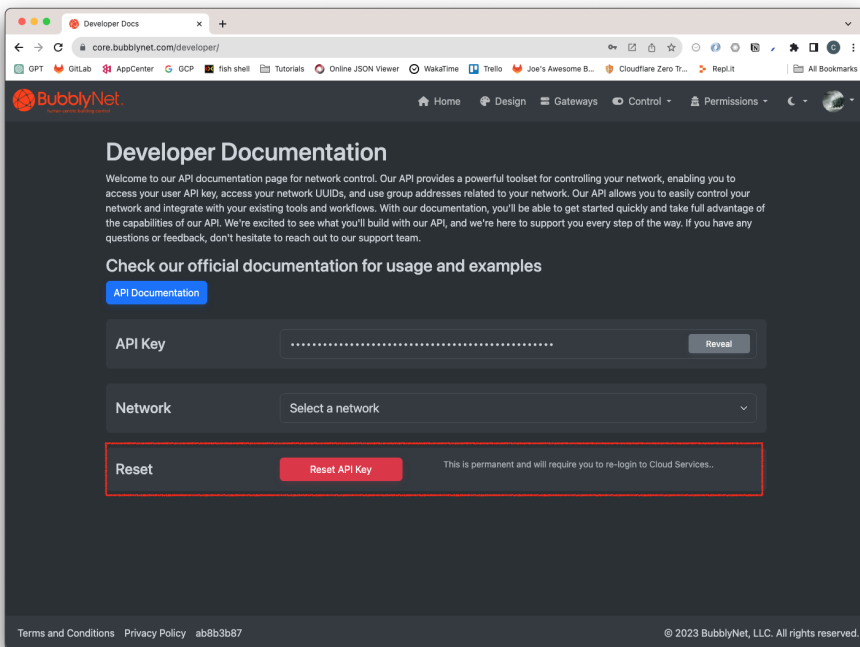 Developer Docs
core.bubblynet.com/developer/
GPT GitLab AppCenter GCP fish shell Tutorials Online JSON Viewer WakaTime Trello Joe's Awesome B... Cloudflare Zero Tr... Repl.it All Bookmarks
BubblyNet.
Home Design Gateways Control Permissions
Developer Documentation
Welcome to our API documentation page for network control. Our API provides a powerful toolset for controlling your network, enabling you to
access your user API key, access your network UUIDs, and use group addresses related to your network. Our API allows you to easily control your
network and integrate with your existing tools and workflows. With our documentation, you'll be able to get started quickly and take full advantage of
the capabilities of our API. We're excited to see what you'll build with our API, and we're here to support you every step of the way. If you have any
questions or feedback, don't hesitate to reach out to our support team.
Check our official documentation for usage and examples
API Documentation
API Key Reveal
Network Select a network
Reset Reset API Key This is permanent and will require you to re-login to Cloud Services..
Terms and Conditions Privacy Policy ab8b3b87 © 2023 BubblyNet, LLC. All rights reserved.